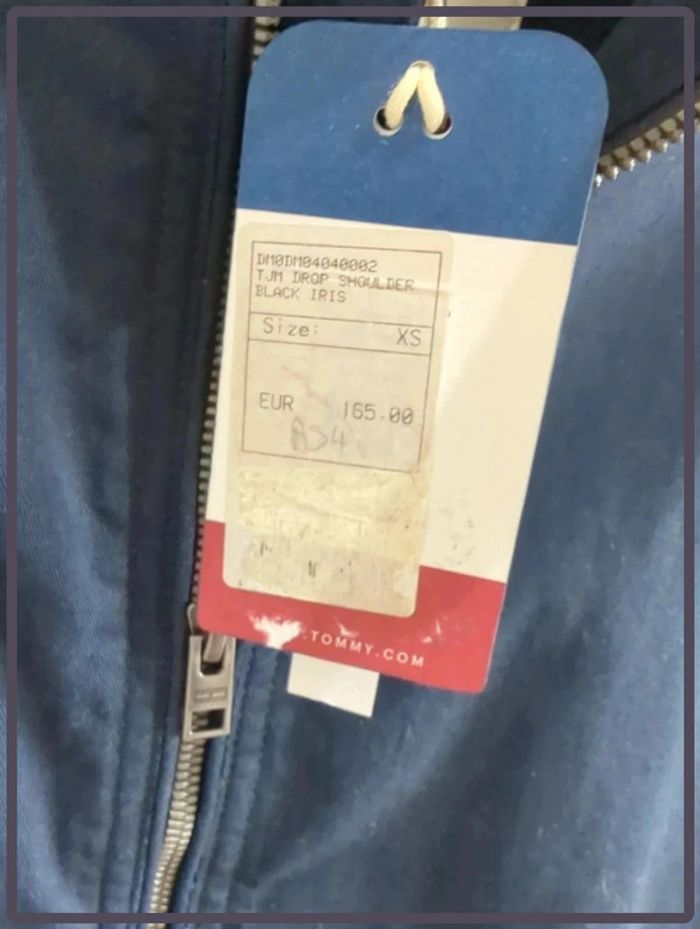 DM0DM04040002
TJM DROP SHOULDER
BLACK IRIS
Size: XS
EUR 165.00
.TOMMY.COM